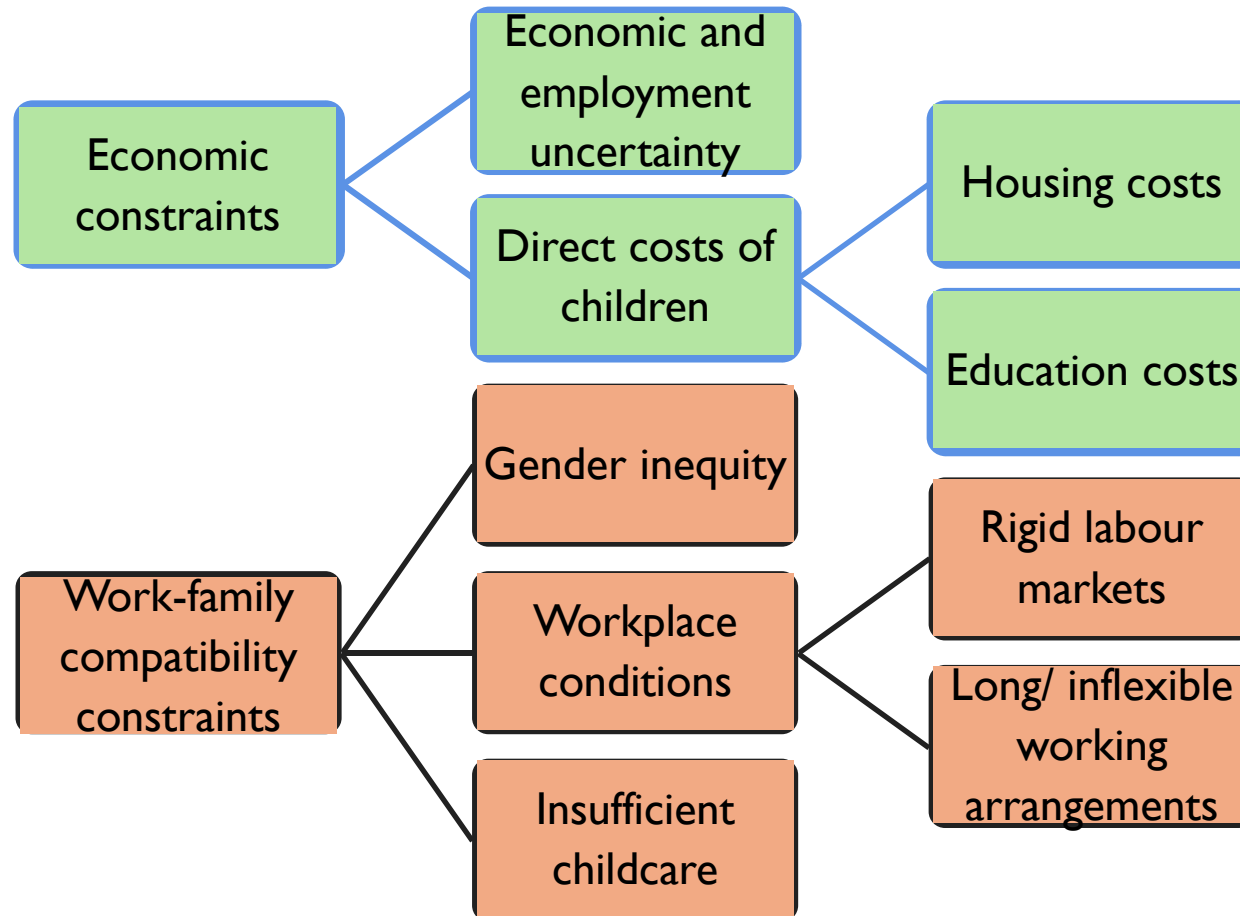 Economic
constraints
Economic and
employment
uncertainty
Direct costs of
children
Housing costs
Education costs
Work-family
compatibility
constraints
Gender inequity
Workplace
conditions
Insufficient
childcare
Rigid labour
markets
Long/ inflexible
working
arrangements